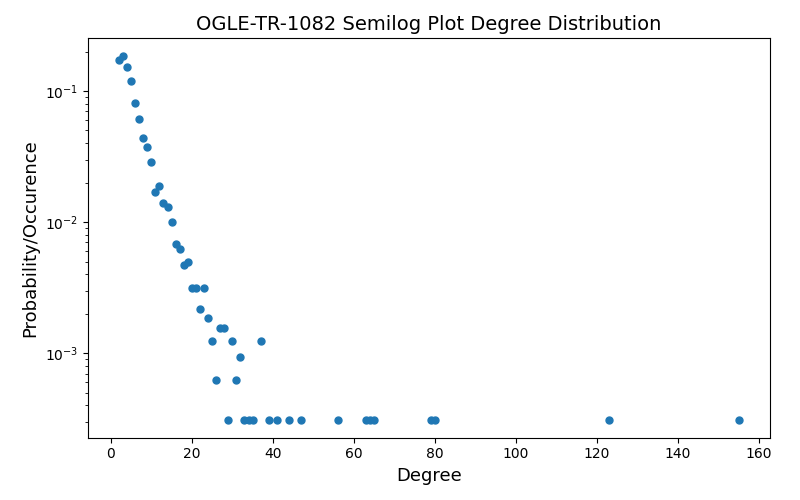 OGLE-TR-1082 Semilog Plot Degree Distribution
Probability/Occurence
10⁻¹
10⁻²
10⁻³
0 20 40 60 80 100 120 140 160
Degree